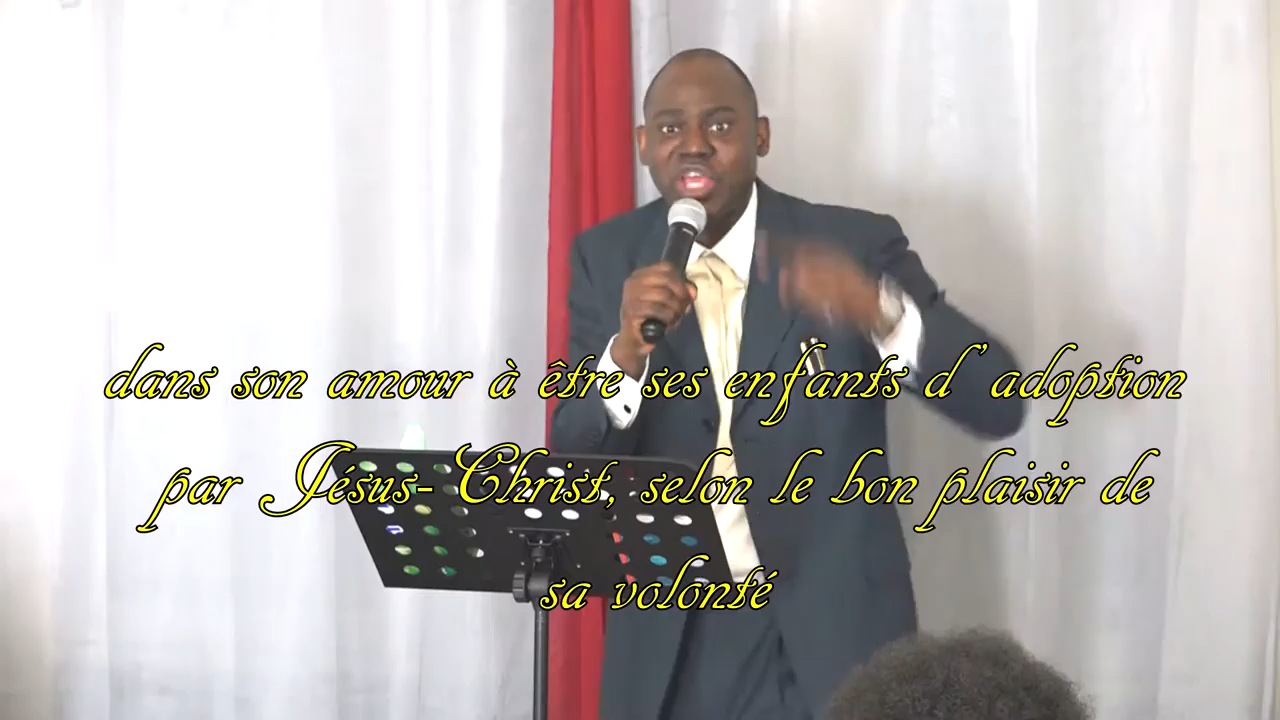 dans son amour à être ses enfants d' adoption
par Jésus-Christ, selon le bon plaisir de
sa volonté